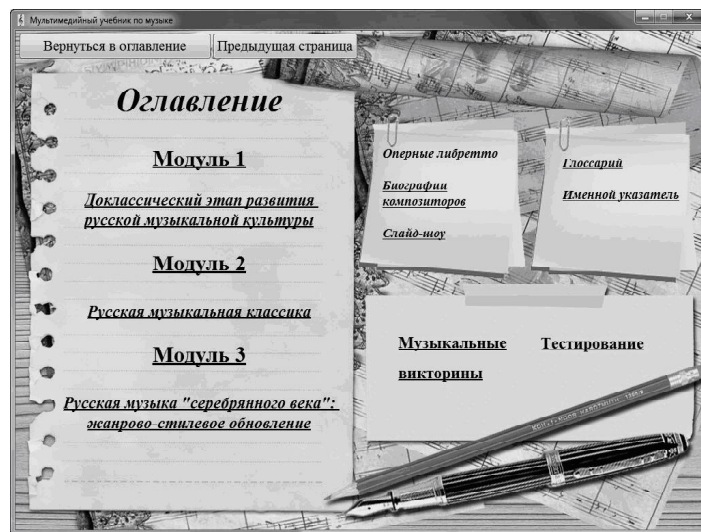 Мультимедийный учебник по музыке
Вернуться в оглавление
Предыдущая страница
Оглавление
Модуль 1
Доклассический этап развития
русской музыкальной культуры
Модуль 2
Русская музыкальная классика
Модуль 3
Русская музыка "серебрянного века":
жанрово-стилевое обновление
Оперные либретто
Биографии
композиторов
Слайд-шоу
Глоссарий
Именной указатель
Музыкальные
викторины
Тестирование